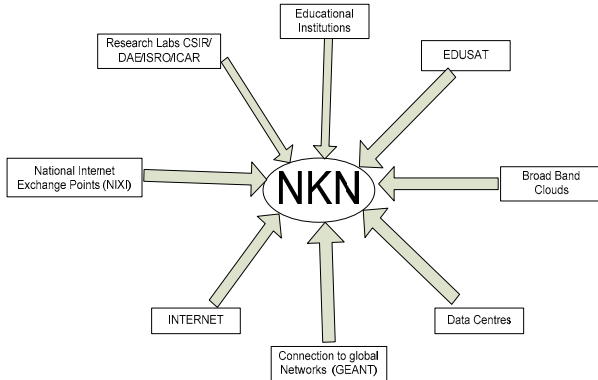 Educational
Institutions
Research Labs CSIR/
DAE/ISRO/ICAR
EDUSAT
National Internet
Exchange Points (NIXI)
NKN
Broad Band
Clouds
INTERNET
Data Centres
Connection to global
Networks (GEANT)